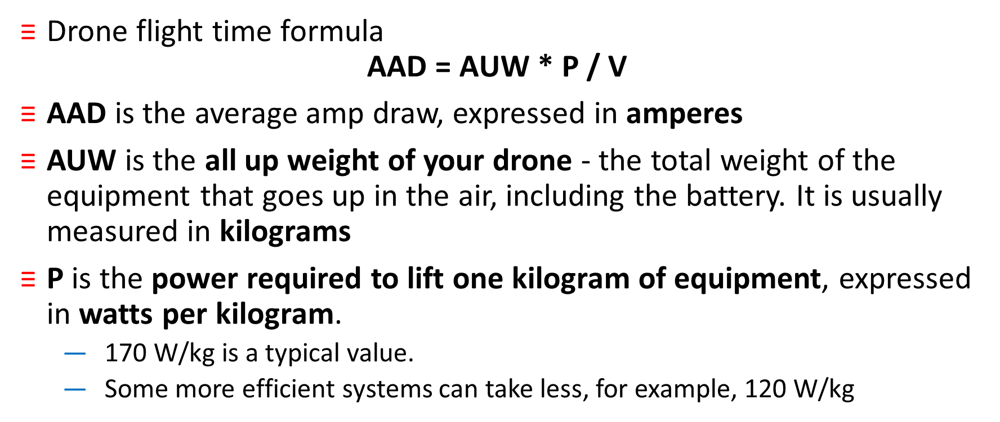 Drone flight time formula
AAD = AUW * P / V
AAD is the average amp draw, expressed in amperes
AUW is the all up weight of your drone - the total weight of the
equipment that goes up in the air, including the battery. It is usually
measured in kilograms
P is the power required to lift one kilogram of equipment, expressed
in watts per kilogram.
— 170 W/kg is a typical value.
— Some more efficient systems can take less, for example, 120 W/kg